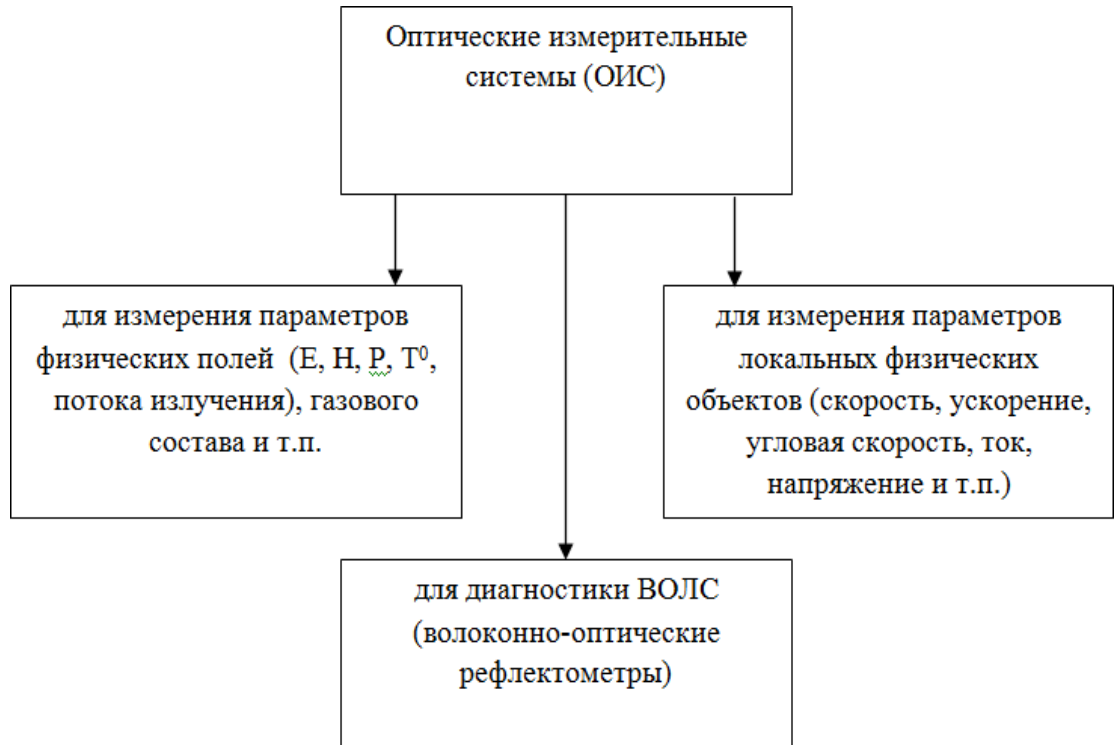 Оптические измерительные
системы (ОИС)
для измерения параметров
физических полей (E, H, P, T⁰,
потока излучения), газового
состава и т.п.
для измерения параметров
локальных физических
объектов (скорость, ускорение,
угловая скорость, ток,
напряжение и т.п.)
для диагностики ВОЛС
(волоконно-оптические
рефлектометры)